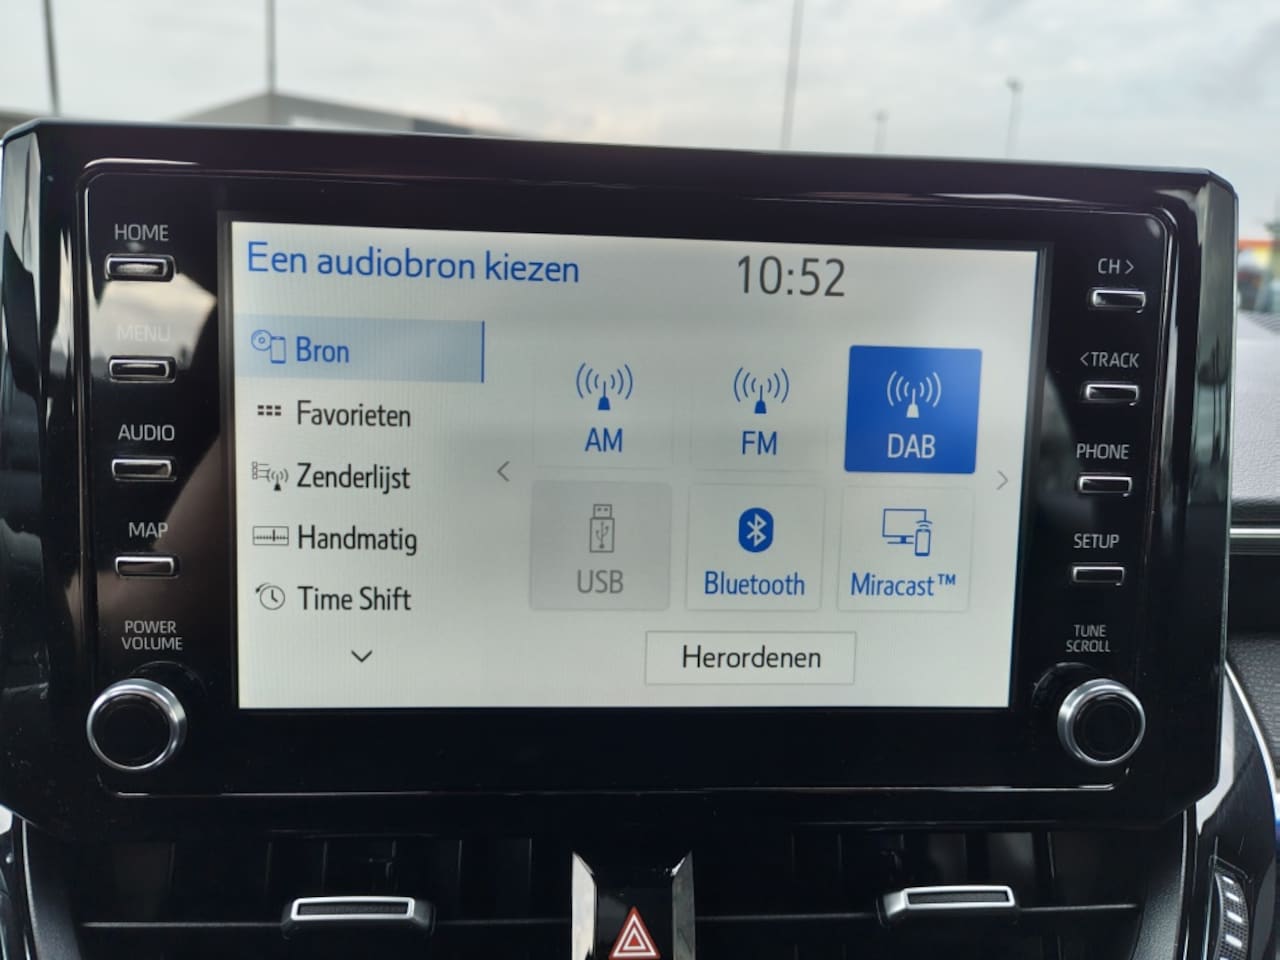 HOME
MENU
AUDIO
MAP
POWER
VOLUME
Een audiobron kiezen
10:52
Bron
Favorieten
Zenderlijst
Handmatig
Time Shift
AM
FM
DAB
USB
Bluetooth
Miracast™
Herordenen
CH >
< TRACK
PHONE
SETUP
TUNE
SCROLL